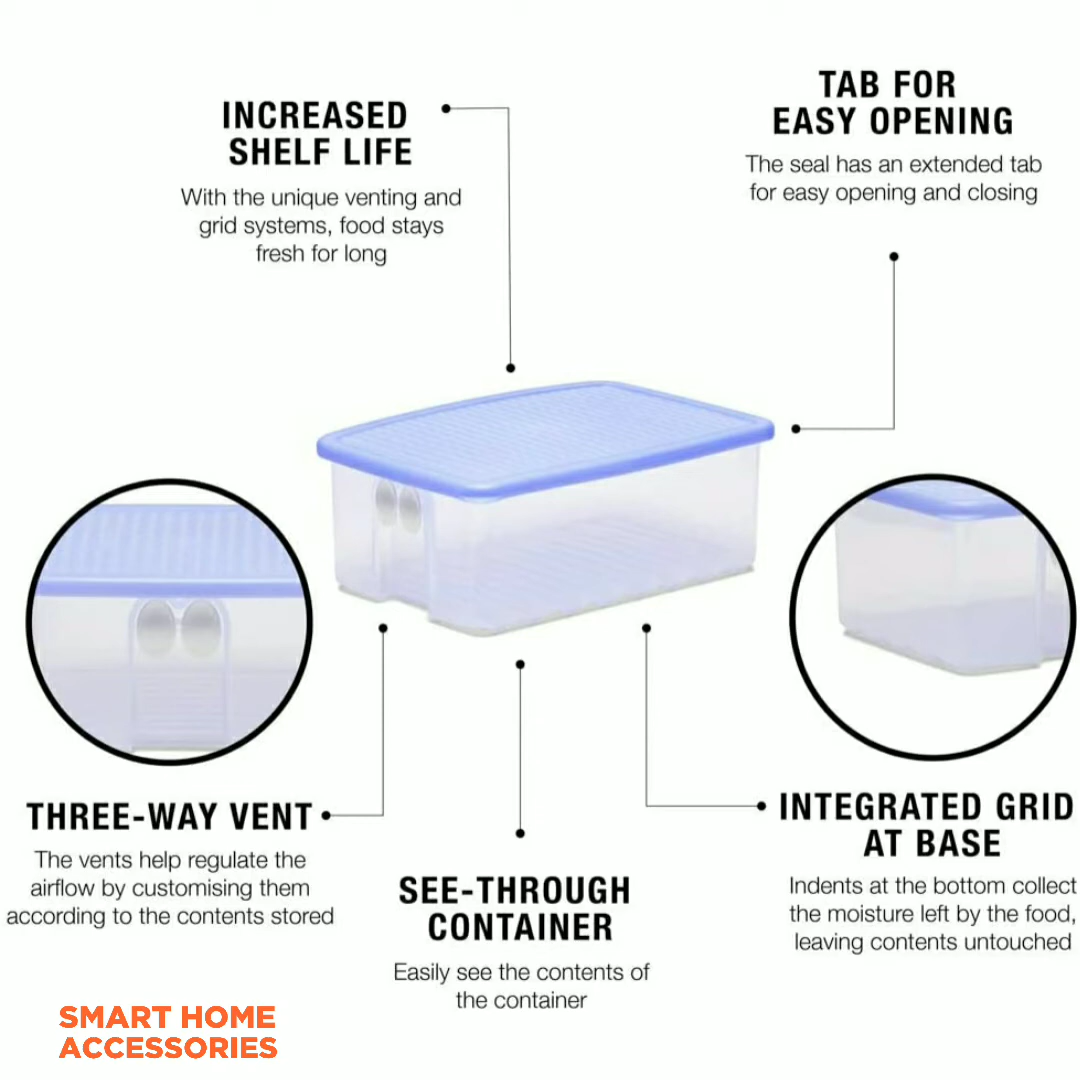 INCREASED
SHELF LIFE
With the unique venting and
grid systems, food stays
fresh for long
TAB FOR
EASY OPENING
The seal has an extended tab
for easy opening and closing
THREE-WAY VENT
The vents help regulate the
airflow by customising them
according to the contents stored
SEE-THROUGH
CONTAINER
Easily see the contents of
the container
INTEGRATED GRID
AT BASE
Indents at the bottom collect
the moisture left by the food,
leaving contents untouched
SMART HOME
ACCESSORIES